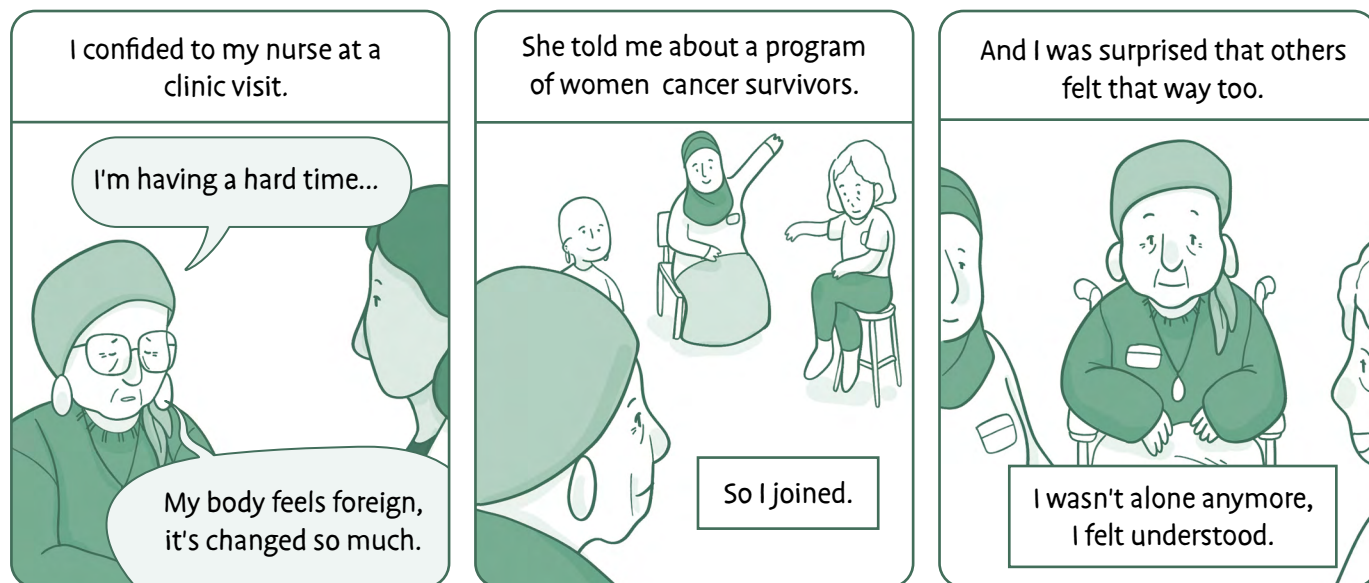 I confided to my nurse at a
clinic visit.
I'm having a hard time...
My body feels foreign,
it's changed so much.
She told me about a program
of women cancer survivors.
So I joined.
And I was surprised that others
felt that way too.
I wasn't alone anymore,
I felt understood.